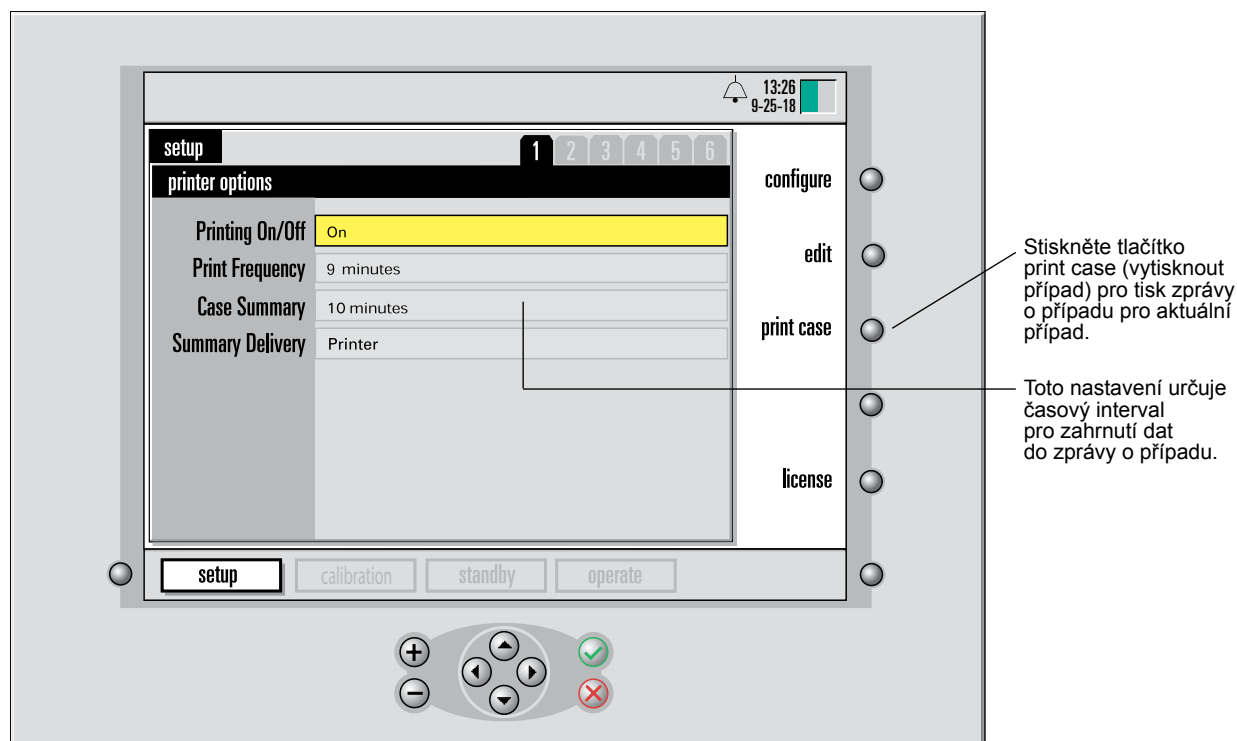 13:26
9-25-18
setup
1 2 3 4 5 6
printer options
configure
Printing On/Off On
edit
Print Frequency 9 minutes
Case Summary 10 minutes
print case
Summary Delivery Printer
license
setup calibration standby operate
Stiskněte tlačítko
print case (vytisknout
případ) pro tisk zprávy
o případu pro aktuální
případ.
Toto nastavení určuje
časový interval
pro zahrnutí dat
do zprávy o případu.